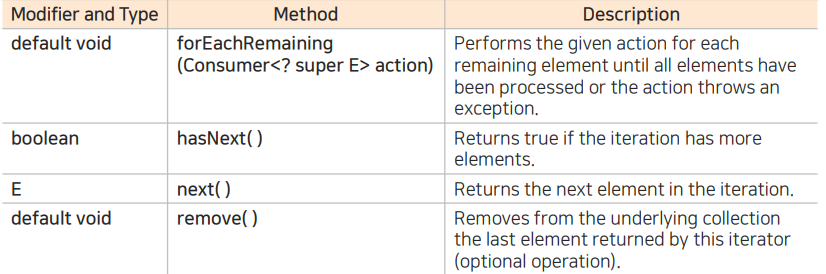 Modifier and Type Method Description
default void forEachRemaining Performs the given action for each
(Consumer<? super E> action) remaining element until all elements have
been processed or the action throws an
exception.
boolean hasNext( ) Returns true if the iteration has more
elements.
E next( ) Returns the next element in the iteration.
default void remove( ) Removes from the underlying collection
the last element returned by this iterator
(optional operation).